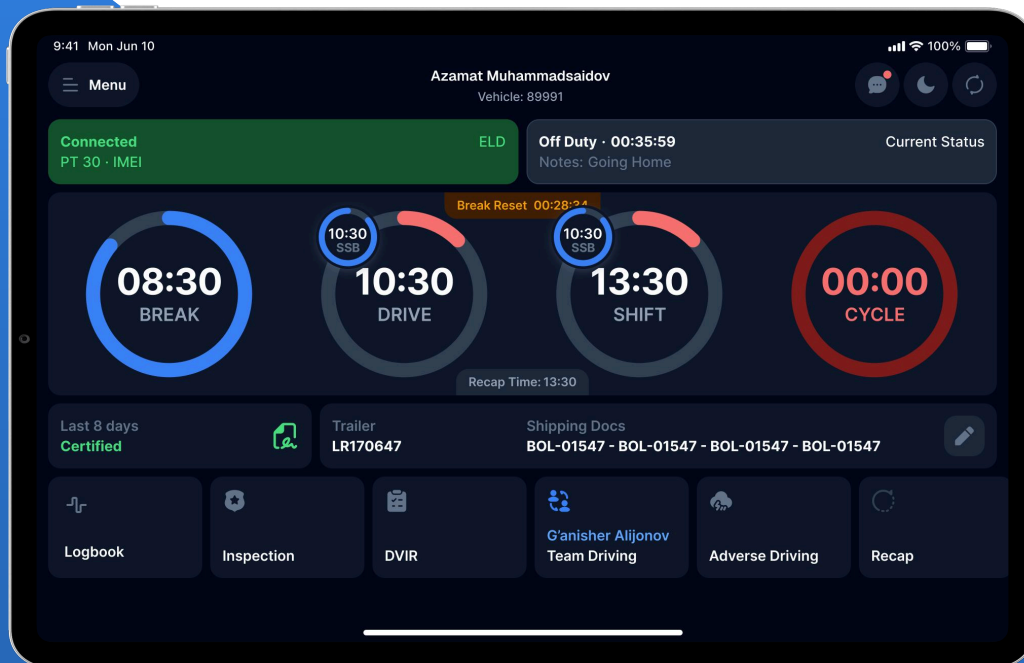 9:41 Mon Jun 10
100%
Menu
Azamat Muhammadsaidov
Vehicle: 89991
Connected
ELD
PT 30 · IMEI
Off Duty · 00:35:59
Current Status
Notes: Going Home
Break Reset 00:28:34
08:30
BREAK
10:30
SSB
10:30
DRIVE
10:30
SSB
13:30
SHIFT
00:00
CYCLE
Recap Time: 13:30
Last 8 days
Certified
Trailer
LR170647
Shipping Docs
BOL-01547 - BOL-01547 - BOL-01547 - BOL-01547
Logbook
Inspection
DVIR
G'anisher Alijonov
Team Driving
Adverse Driving
Recap